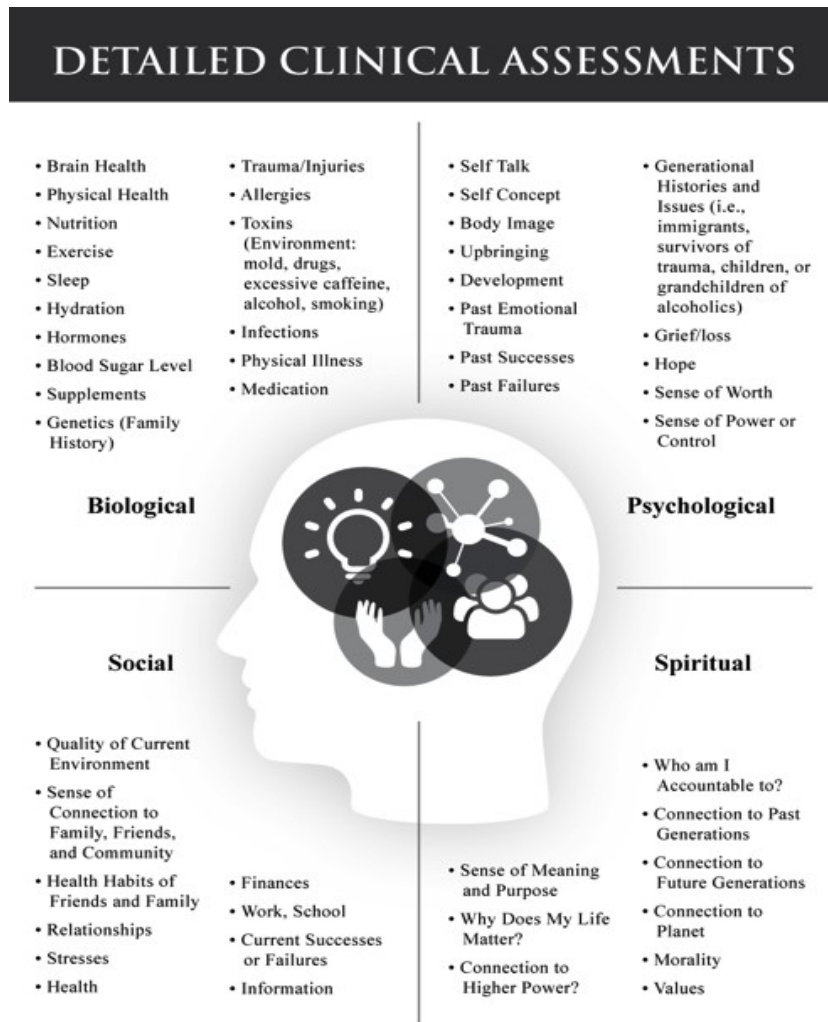 DETAILED CLINICAL ASSESSMENTS
• Brain Health
• Physical Health
• Nutrition
• Exercise
• Sleep
• Hydration
• Hormones
• Blood Sugar Level
• Supplements
• Genetics (Family
History)
• Trauma/Injuries
• Allergies
• Toxins
(Environment:
mold, drugs,
excessive caffeine,
alcohol, smoking)
• Infections
• Physical Illness
• Medication
Biological
• Self Talk
• Self Concept
• Body Image
• Upbringing
• Development
• Past Emotional
Trauma
• Past Successes
• Past Failures
• Generational
Histories and
Issues (i.e.,
immigrants,
survivors of
trauma, children, or
grandchildren of
alcoholics)
• Grief/loss
• Hope
• Sense of Worth
• Sense of Power or
Control
Psychological
Social
• Quality of Current
Environment
• Sense of
Connection to
Family, Friends,
and Community
• Health Habits of
Friends and Family
• Relationships
• Stresses
• Health
• Finances
• Work, School
• Current Successes
or Failures
• Information
Spiritual
• Sense of Meaning
and Purpose
• Why Does My Life
Matter?
• Connection to
Higher Power?
• Who am I
Accountable to?
• Connection to Past
Generations
• Connection to
Future Generations
• Connection to
Planet
• Morality
• Values